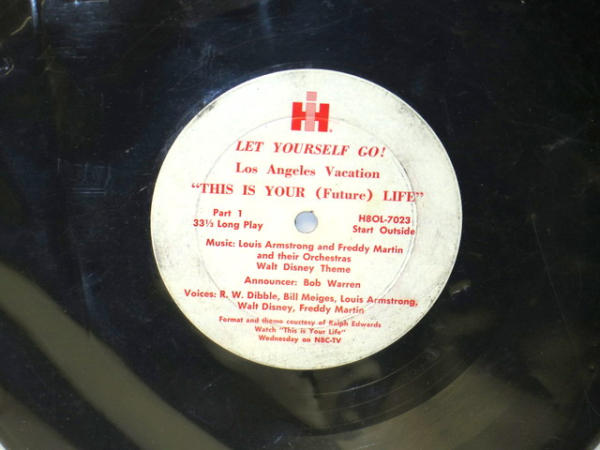 IH
LET YOURSELF GO!
Los Angeles Vacation
"THIS IS YOUR (Future) LIFE"
Part 1
33⅓ Long Play
H8OL-7023
Start Outside
Music: Louis Armstrong and Freddy Martin
and their Orchestras
Walt Disney Theme
Announcer: Bob Warren
Voices: R. W. Dibble, Bill Meiges, Louis Armstrong,
Walt Disney, Freddy Martin
Format and theme courtesy of Ralph Edwards
Watch "This is Your Life"
Wednesday on NBC-TV